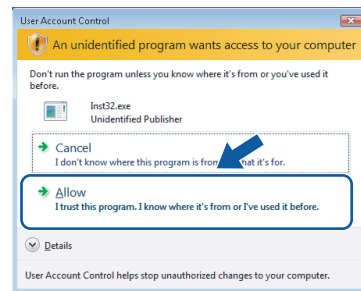 User Account Control
An unidentified program wants access to your computer
Don't run the program unless you know where it's from or you've used it
before.
Inst32.exe
Unidentified Publisher
Cancel
I don't know where this program is from what it's for.
Allow
I trust this program. I know where it's from or I've used it before.
Details
User Account Control helps stop unauthorized changes to your computer.